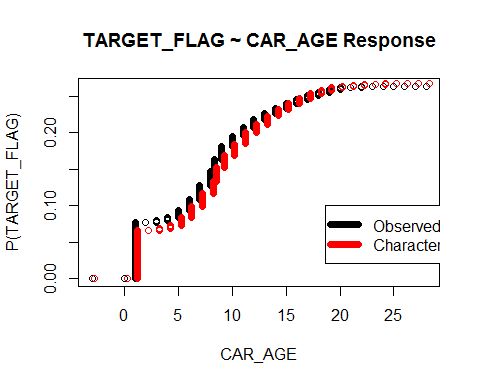 TARGET_FLAG ~ CAR_AGE Response
P(TARGET_FLAG)
0.20
0.10
0.00
Observed
Character
0 5 10 15 20 25
CAR_AGE